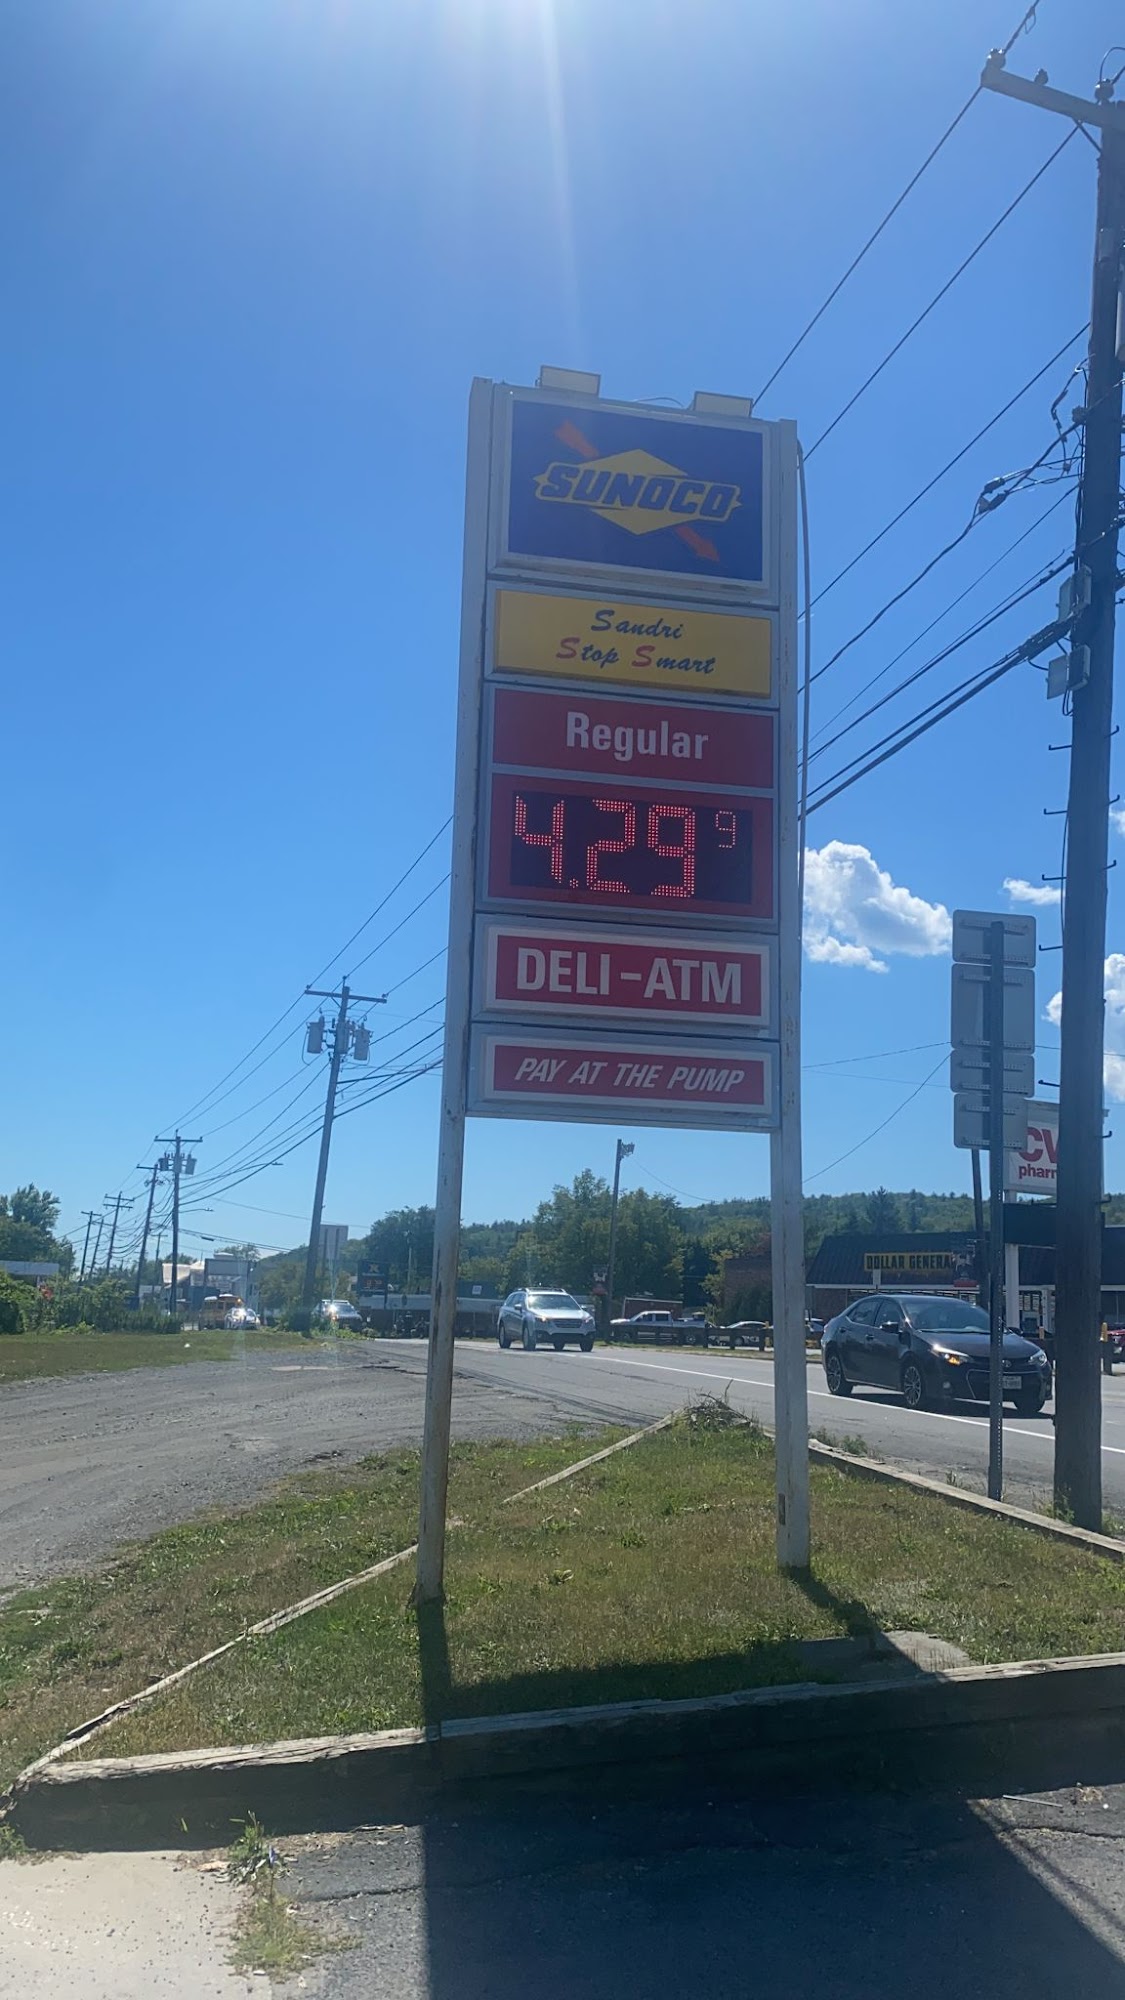 SUNOCO
Sandri
Stop Smart
Regular
4.29 9
DELI-ATM
PAY AT THE PUMP
DOLLAR GENERAL